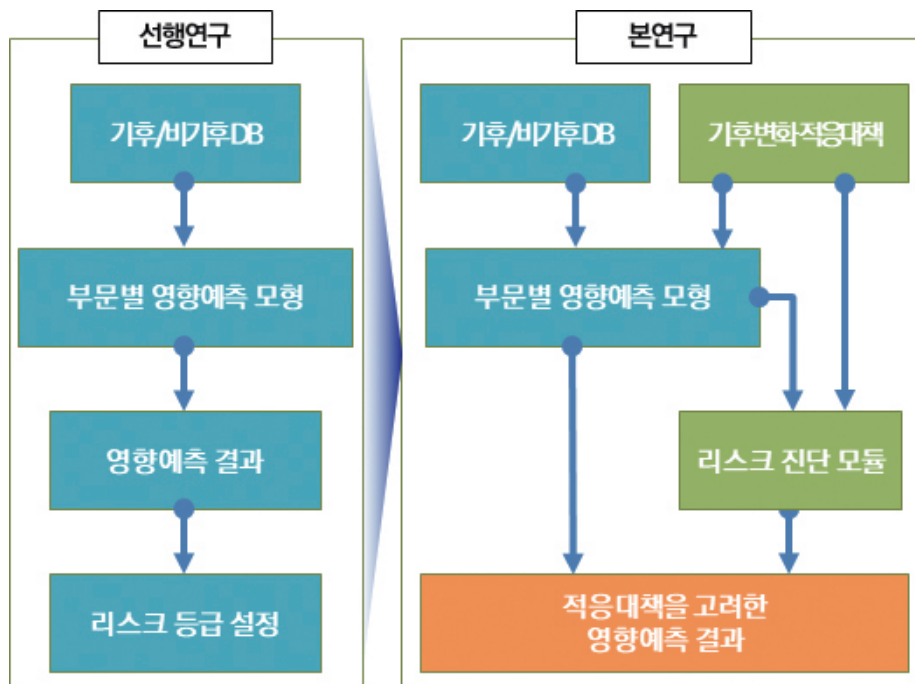 선행연구
기후/비기후 DB
부문별 영향예측 모형
영향예측 결과
리스크 등급 설정
본연구
기후/비기후 DB
기후변화 적응대책
부문별 영향예측 모형
리스크 진단 모듈
적응대책을 고려한
영향예측 결과